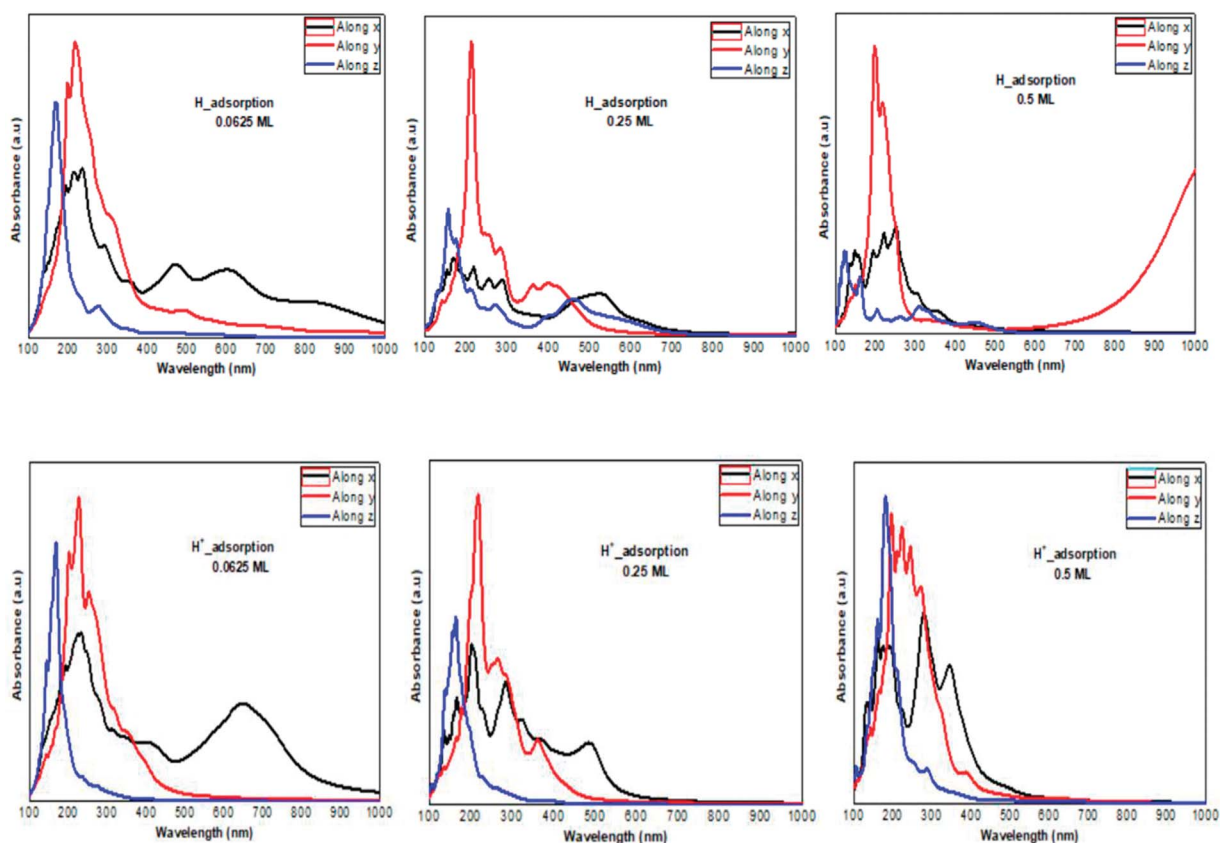 Along x
Along y
Along z
H_adsorption
0.0625 ML
Absorbance (a.u)
100 200 300 400 500 600 700 800 900 1000
Wavelength (nm)
Along x
Along y
Along z
H_adsorption
0.25 ML
Absorbance (a.u)
100 200 300 400 500 600 700 800 900 1000
Wavelength (nm)
Along x
Along y
Along z
H_adsorption
0.5 ML
Absorbance (a.u)
100 200 300 400 500 600 700 800 900 1000
Wavelength (nm)
Along x
Along y
Along z
H⁺_adsorption
0.0625 ML
Absorbance (a.u)
100 200 300 400 500 600 700 800 900 1000
Wavelength (nm)
Along x
Along y
Along z
H⁺_adsorption
0.25 ML
Absorbance (a.u)
100 200 300 400 500 600 700 800 900 1000
Wavelength (nm)
Along x
Along y
Along z
H⁺_adsorption
0.5 ML
Absorbance (a.u)
100 200 300 400 500 600 700 800 900 1000
Wavelength (nm)